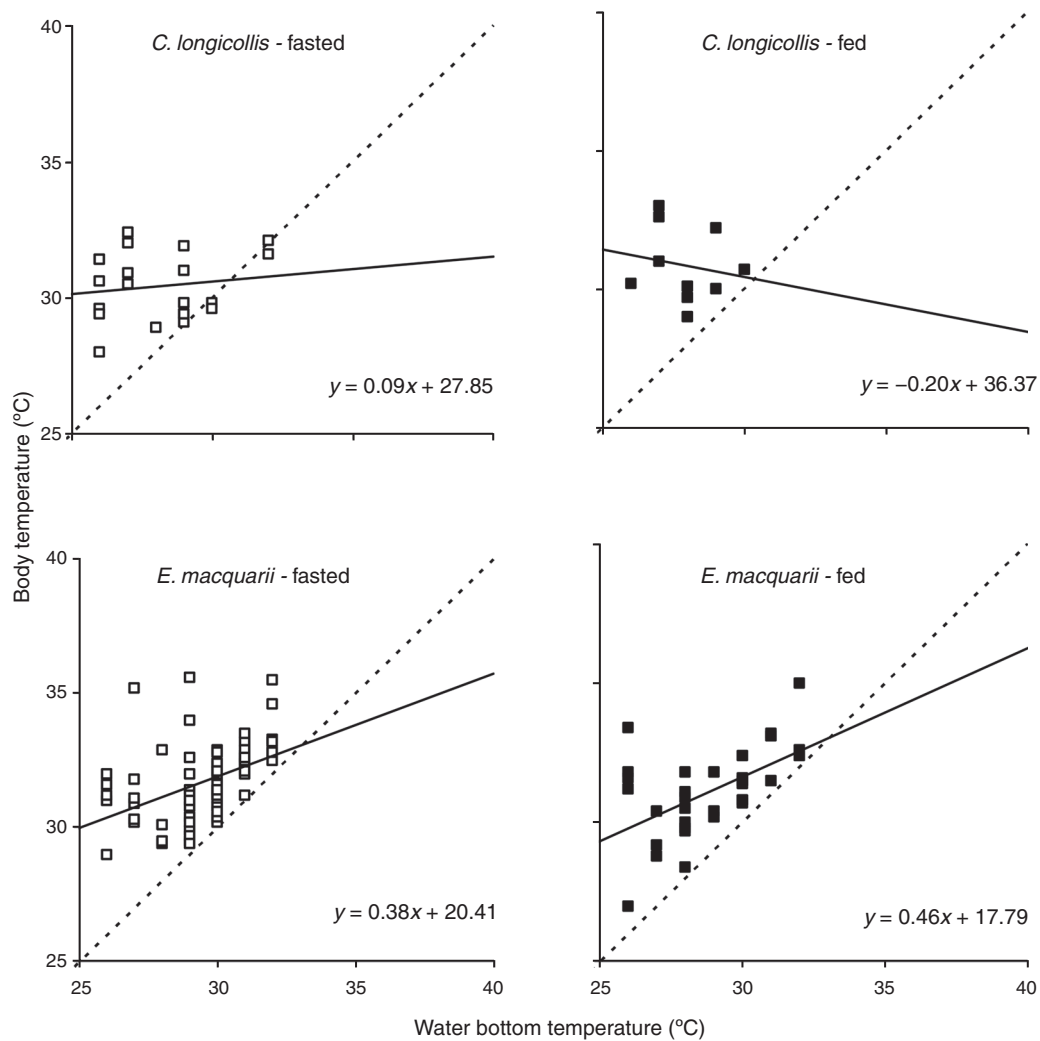 C. longicollis - fasted
C. longicollis - fed
40
35
30
25
y = 0.09x + 27.85
y = −0.20x + 36.37
Body temperature (ºC)
E. macquarii - fasted
E. macquarii - fed
40
35
30
25
y = 0.38x + 20.41
y = 0.46x + 17.79
25 30 35 40
25 30 35 40
Water bottom temperature (ºC)